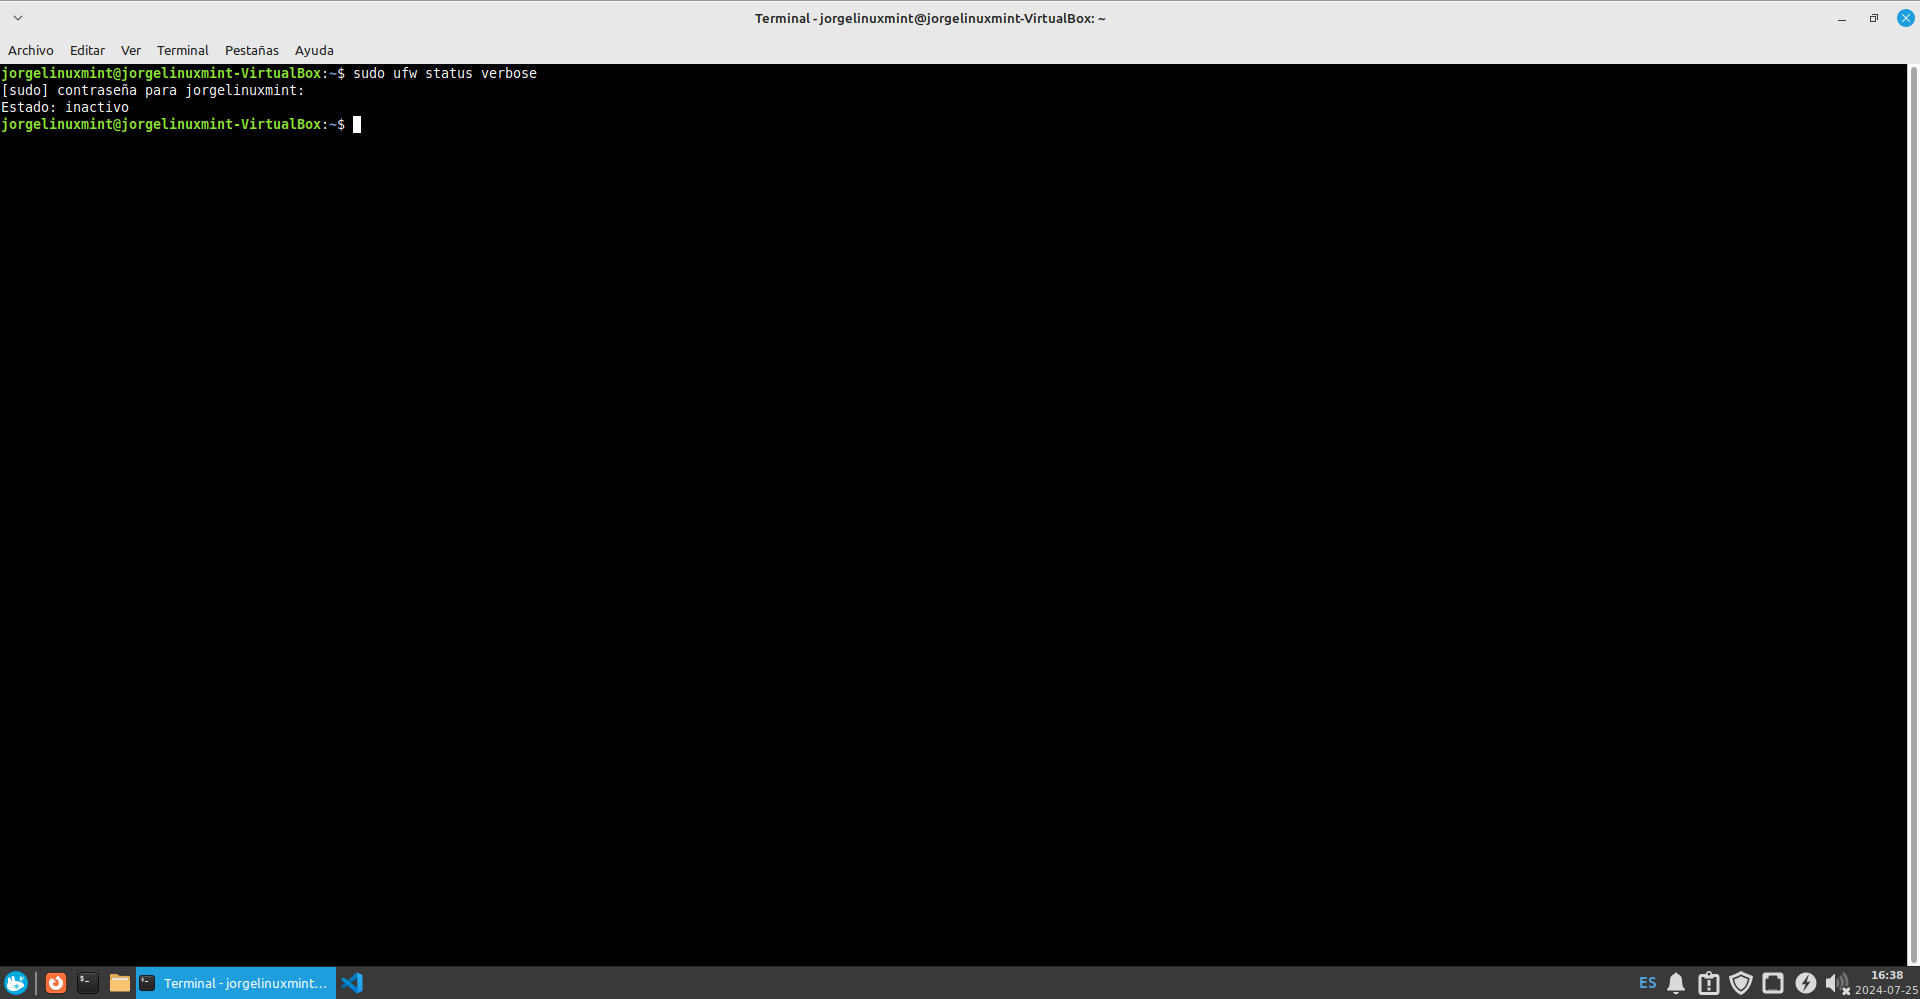 Terminal - jorgelinuxmint@jorgelinuxmint-VirtualBox: ~
Archivo Editar Ver Terminal Pestañas Ayuda
jorgelinuxmint@jorgelinuxmint-VirtualBox:~$ sudo ufw status verbose
[sudo] contraseña para jorgelinuxmint:
Estado: inactivo
jorgelinuxmint@jorgelinuxmint-VirtualBox:~$
Terminal - jorgelinuxmint...
ES
16:38
2024-07-25